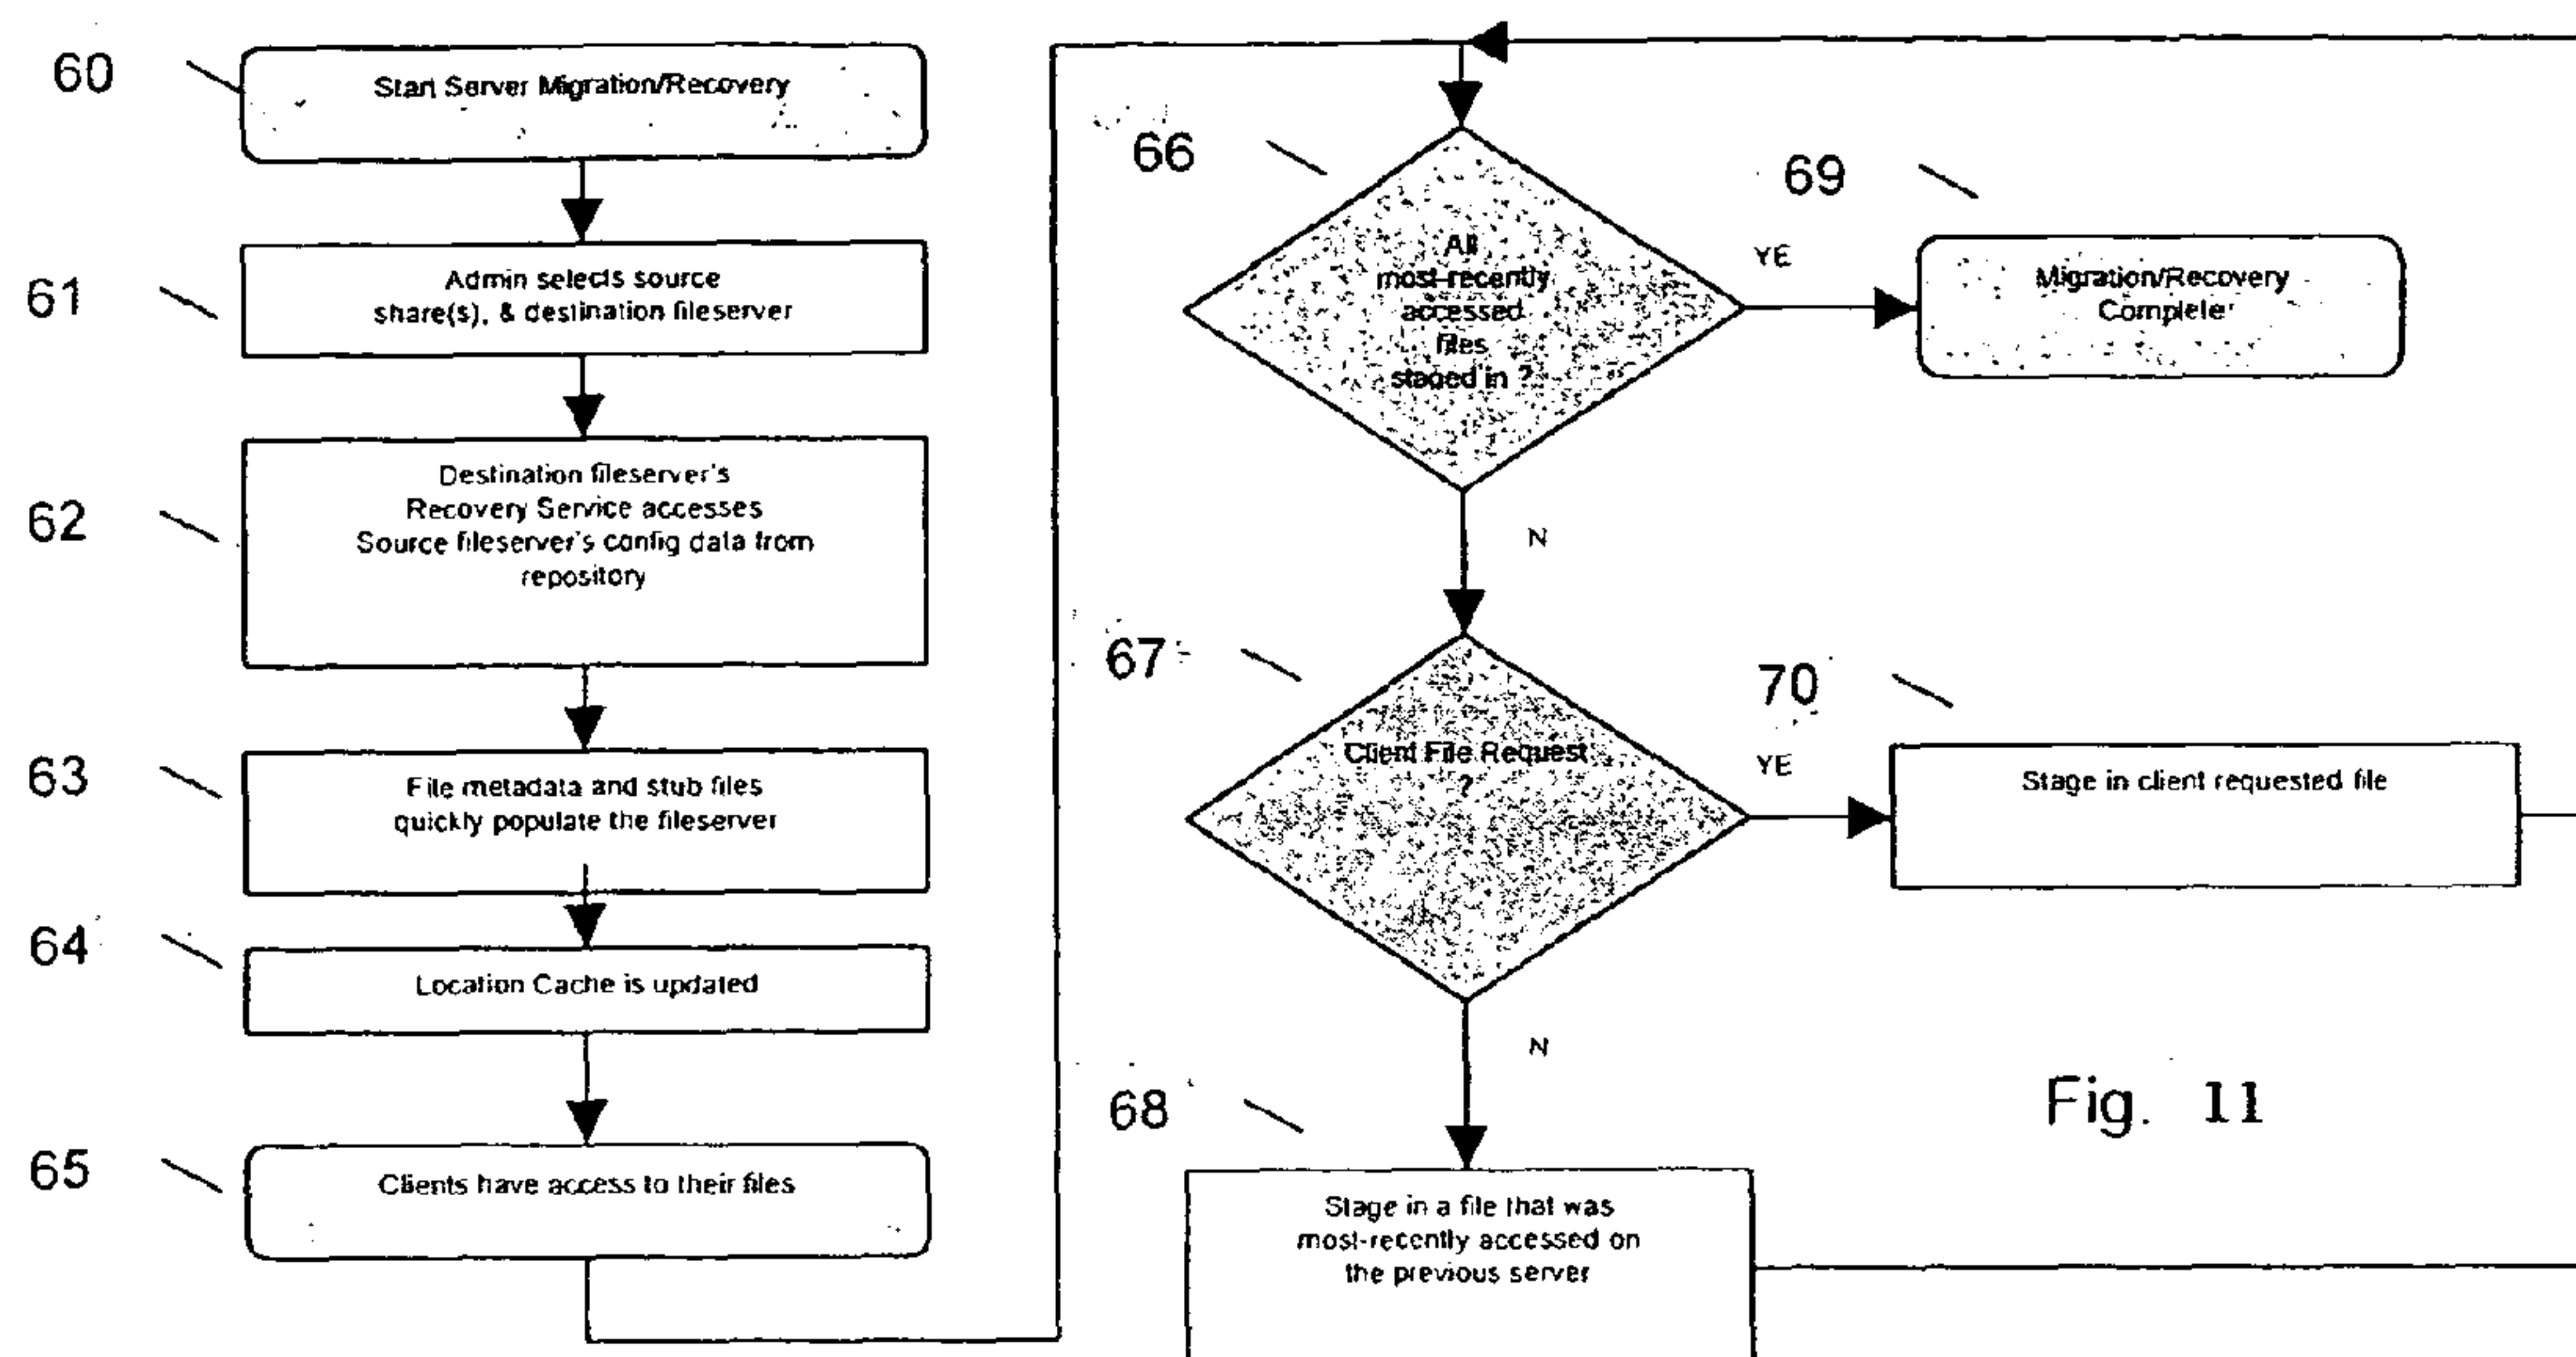 60
Start Server Migration/Recovery
61
Admin selects source
share(s), & destination fileserver
62
Destination fileserver's
Recovery Service accesses
Source fileserver's config data from
repository
63
File metadata and stub files
quickly populate the fileserver
64
Location Cache is updated
65
Clients have access to their files
66
All
most-recently
accessed
files
staged in ?
YE
69
Migration/Recovery
Complete
N
67
Client File Request
?
YE
70
Stage in client requested file
N
68
Stage in a file that was
most-recently accessed on
the previous server
Fig. 11